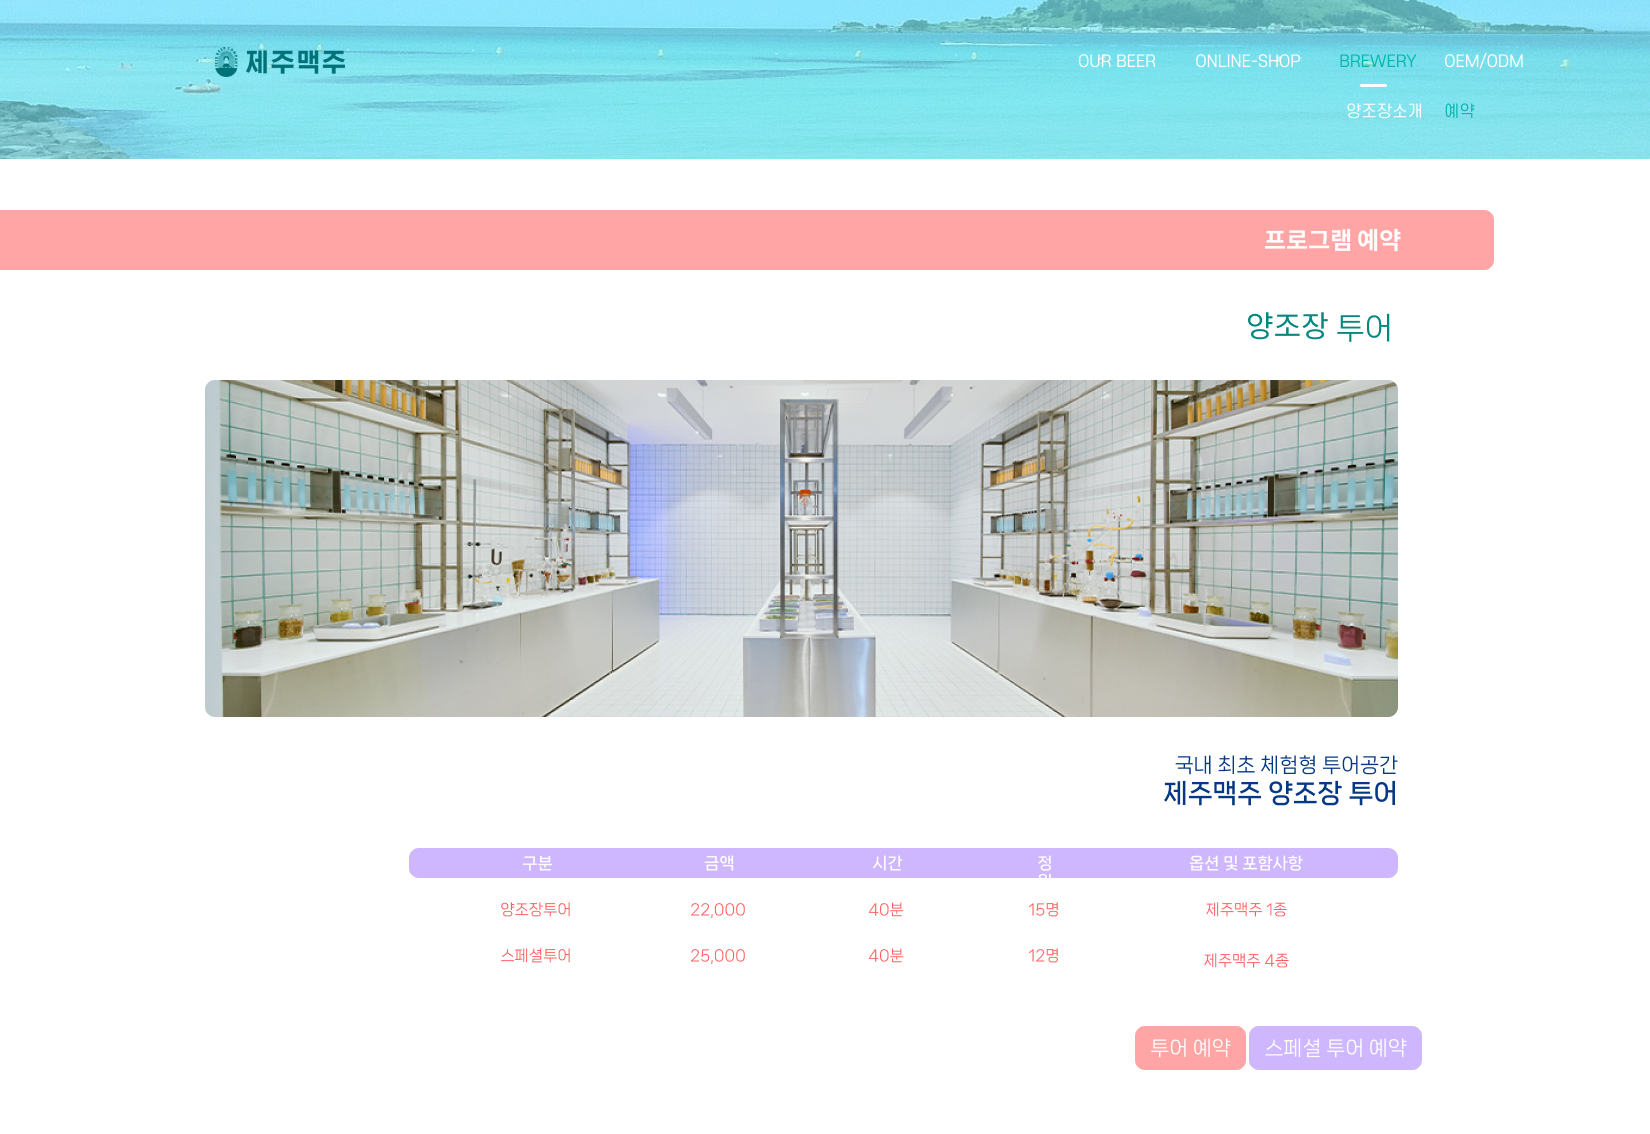 제주맥주
OUR BEER ONLINE-SHOP BREWERY OEM/ODM
양조장소개 예약
프로그램 예약
양조장 투어
국내 최초 체험형 투어공간
제주맥주 양조장 투어
구분 금액 시간 정 옵션 및 포함사항
양조장투어 22,000 40분 15명 제주맥주 1종
스페셜투어 25,000 40분 12명 제주맥주 4종
투어 예약 스페셜 투어 예약